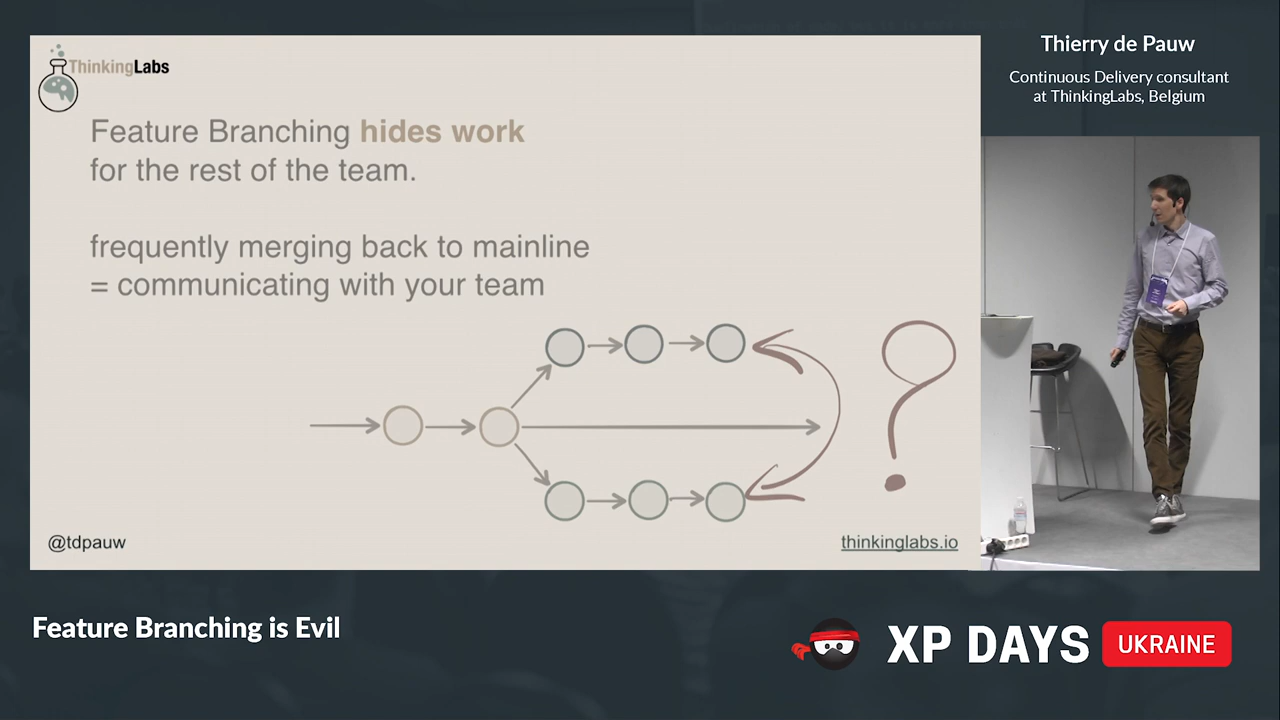 ThinkingLabs
Feature Branching hides work
for the rest of the team.
frequently merging back to mainline
= communicating with your team
?
@tdpauw
thinkinglabs.io
Thierry de Pauw
Continuous Delivery consultant
at ThinkingLabs, Belgium
Feature Branching is Evil
XP DAYS UKRAINE